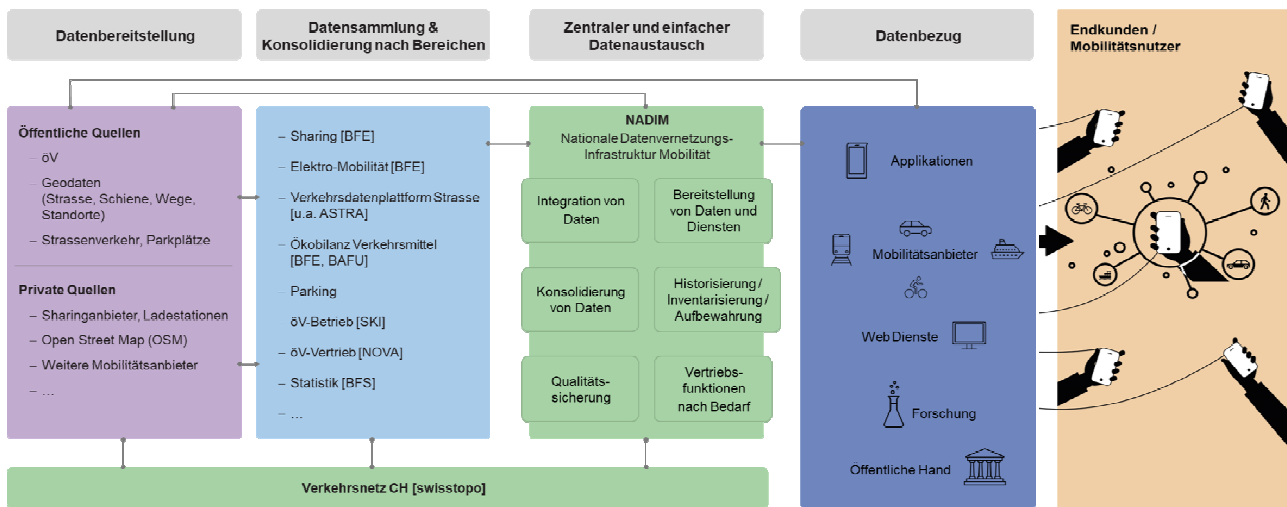 Datenbereitstellung
Datensammlung &
Konsolidierung nach Bereichen
Zentraler und einfacher
Datenaustausch
Datenbezug
Endkunden /
Mobilitätsnutzer
Öffentliche Quellen
– öV
– Geodaten
(Strasse, Schiene, Wege,
Standorte)
– Strassenverkehr, Parkplätze
Private Quellen
– Sharinganbieter, Ladestationen
– Open Street Map (OSM)
– Weitere Mobilitätsanbieter
– …
– Sharing [BFE]
– Elektro-Mobilität [BFE]
– Verkehrsdatenplattform Strasse
[u.a. ASTRA]
– Ökobilanz Verkehrsmittel
[BFE, BAFU]
– Parking
– öV-Betrieb [SKI]
– öV-Vertrieb [NOVA]
– Statistik [BFS]
– …
NADIM
Nationale Datenvernetzungs-
Infrastruktur Mobilität
Integration von
Daten
Bereitstellung
von Daten und
Diensten
Konsolidierung
von Daten
Historisierung /
Inventarisierung /
Aufbewahrung
Qualitäts-
sicherung
Vertriebs-
funktionen
nach Bedarf
Applikationen
Mobilitätsanbieter
Web Dienste
Forschung
Öffentliche Hand
Verkehrsnetz CH [swisstopo]